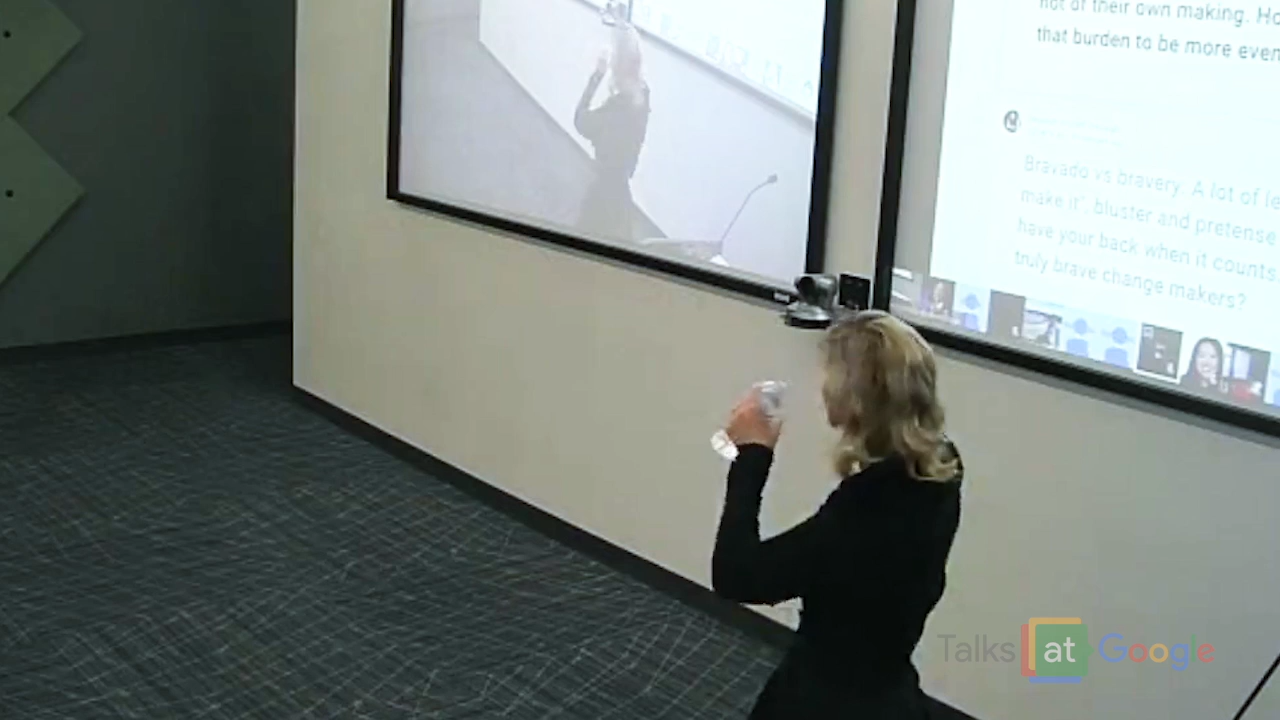 not of their own making. Ho
that burden to be more even
Bravado vs bravery. A lot of le
make it", bluster and pretense
have your back when it counts
truly brave change makers?
Talks at Google